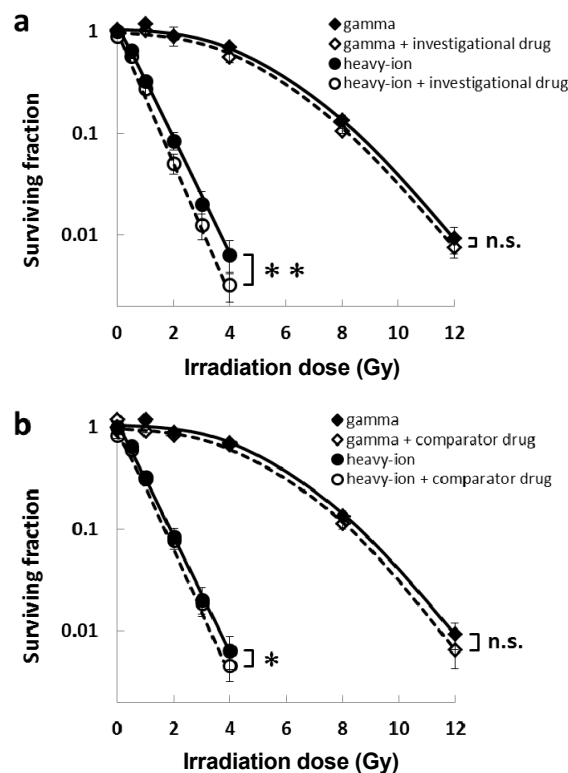 a
gamma
gamma + investigational drug
heavy-ion
heavy-ion + investigational drug
1
0.1
0.01
Surviving fraction
n.s.
＊＊
0 2 4 6 8 10 12
Irradiation dose (Gy)
b
gamma
gamma + comparator drug
heavy-ion
heavy-ion + comparator drug
1
0.1
0.01
Surviving fraction
n.s.
＊
0 2 4 6 8 10 12
Irradiation dose (Gy)